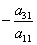 - a₃₁ / a₁₁